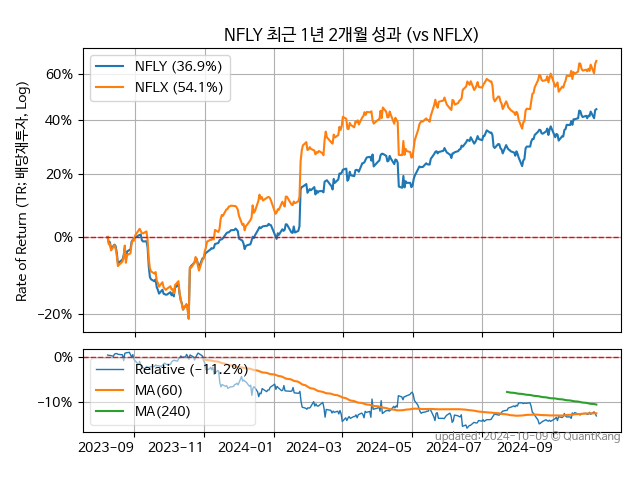 NFLY 최근 1년 2개월 성과 (vs NFLX)
Rate of Return (TR; 배당재투자, Log)
60%
40%
20%
0%
−20%
NFLY (36.9%)
NFLX (54.1%)
0%
−10%
Relative (−11.2%)
MA(60)
MA(240)
2023−09 2023−11 2024−01 2024−03 2024−05 2024−07 2024−09
updated: 2024−10−09 © QuantKang